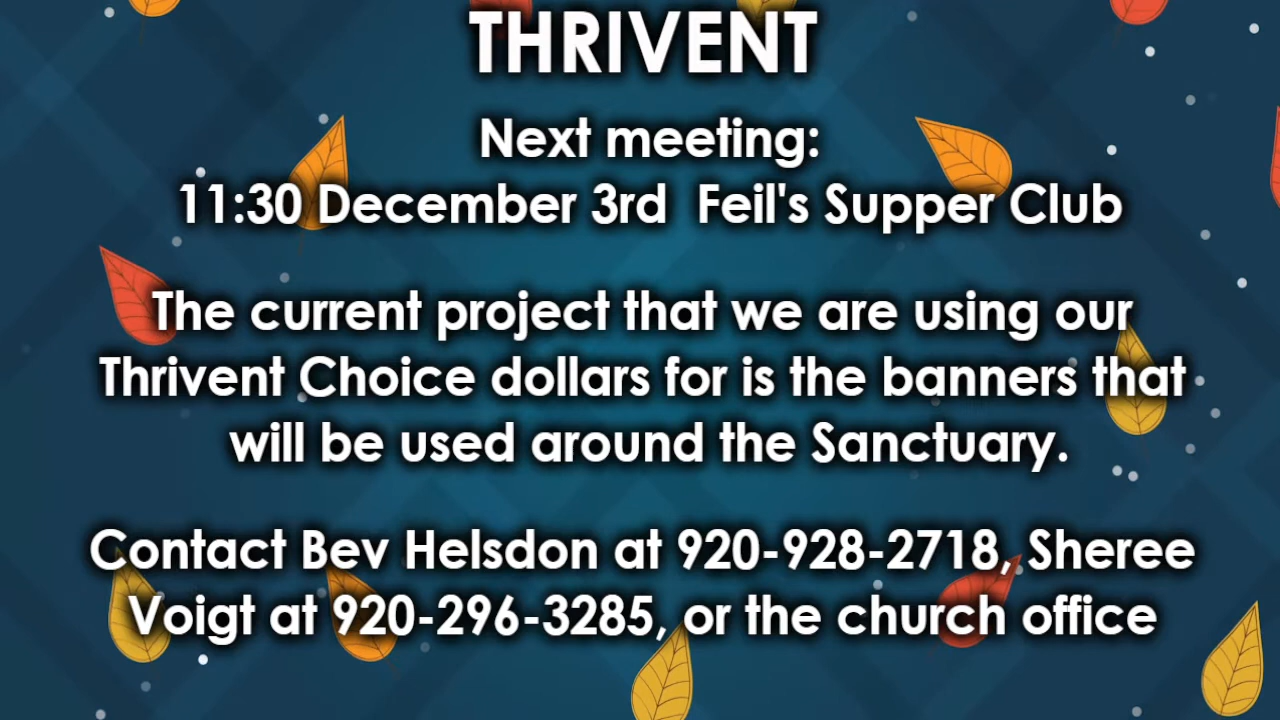 THRIVENT
Next meeting:
11:30 December 3rd  Feil's Supper Club
The current project that we are using our
Thrivent Choice dollars for is the banners that
will be used around the Sanctuary.
Contact Bev Helsdon at 920-928-2718, Sheree
Voigt at 920-296-3285, or the church office